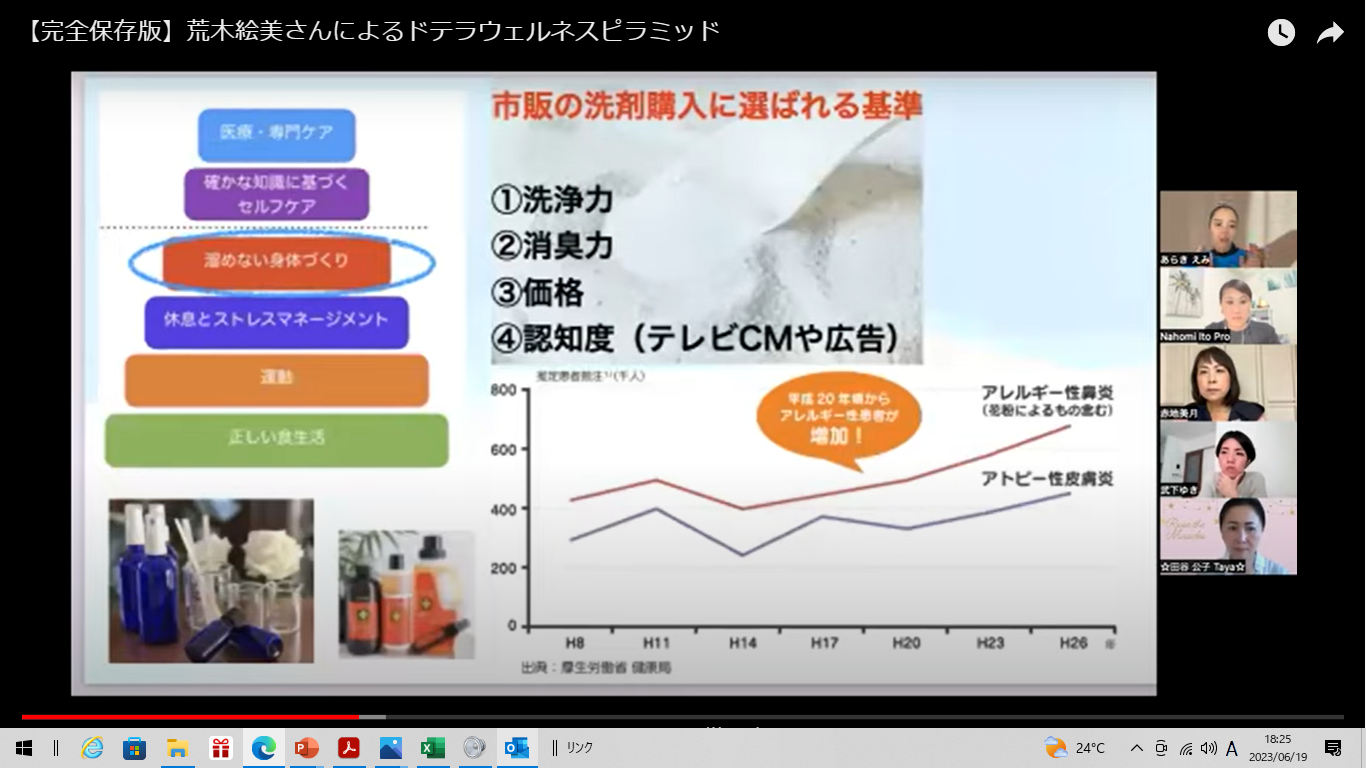 【完全保存版】荒木絵美さんによるドテラウェルネスピラミッド
医療・専門ケア
確かな知識に基づく
セルフケア
溜めない身体づくり
休息とストレスマネージメント
運動
正しい食生活
市販の洗剤購入に選ばれる基準
①洗浄力
②消臭力
③価格
④認知度（テレビCMや広告）
800
600
400
200
0
平成20年頃から
アレルギー性患者が
増加！
アレルギー性鼻炎
（花粉によるもの含む）
アトピー性皮膚炎
H8 H11 H14 H17 H20 H23 H26 年
出典：厚生労働省 健康局
あらき えみ
Nahomi Ito Pro
赤地美月
武下ゆき
☆田谷 公子 Taya☆
リンク
24°C
A
18:25
2023/06/19